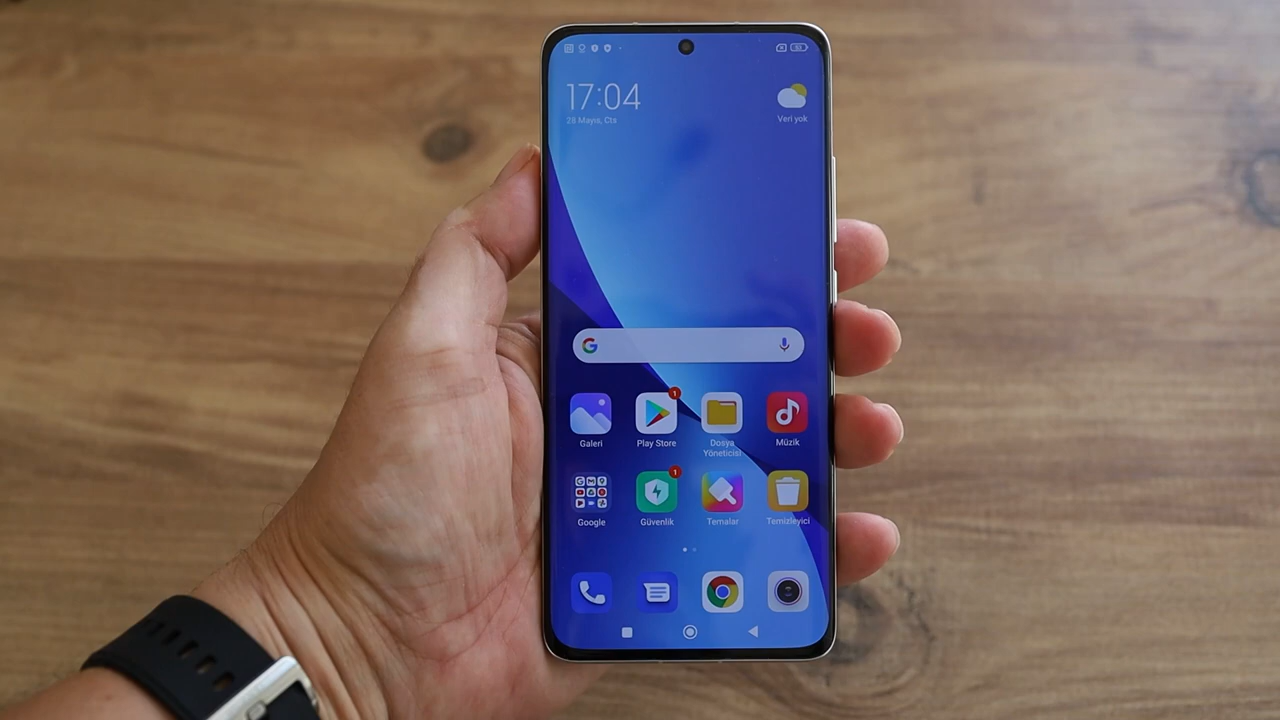 17:04
28 Mayıs, Cts
Veri yok
Galeri
Play Store
Dosya
Yöneticisi
Müzik
Google
Güvenlik
Temalar
Temizleyici